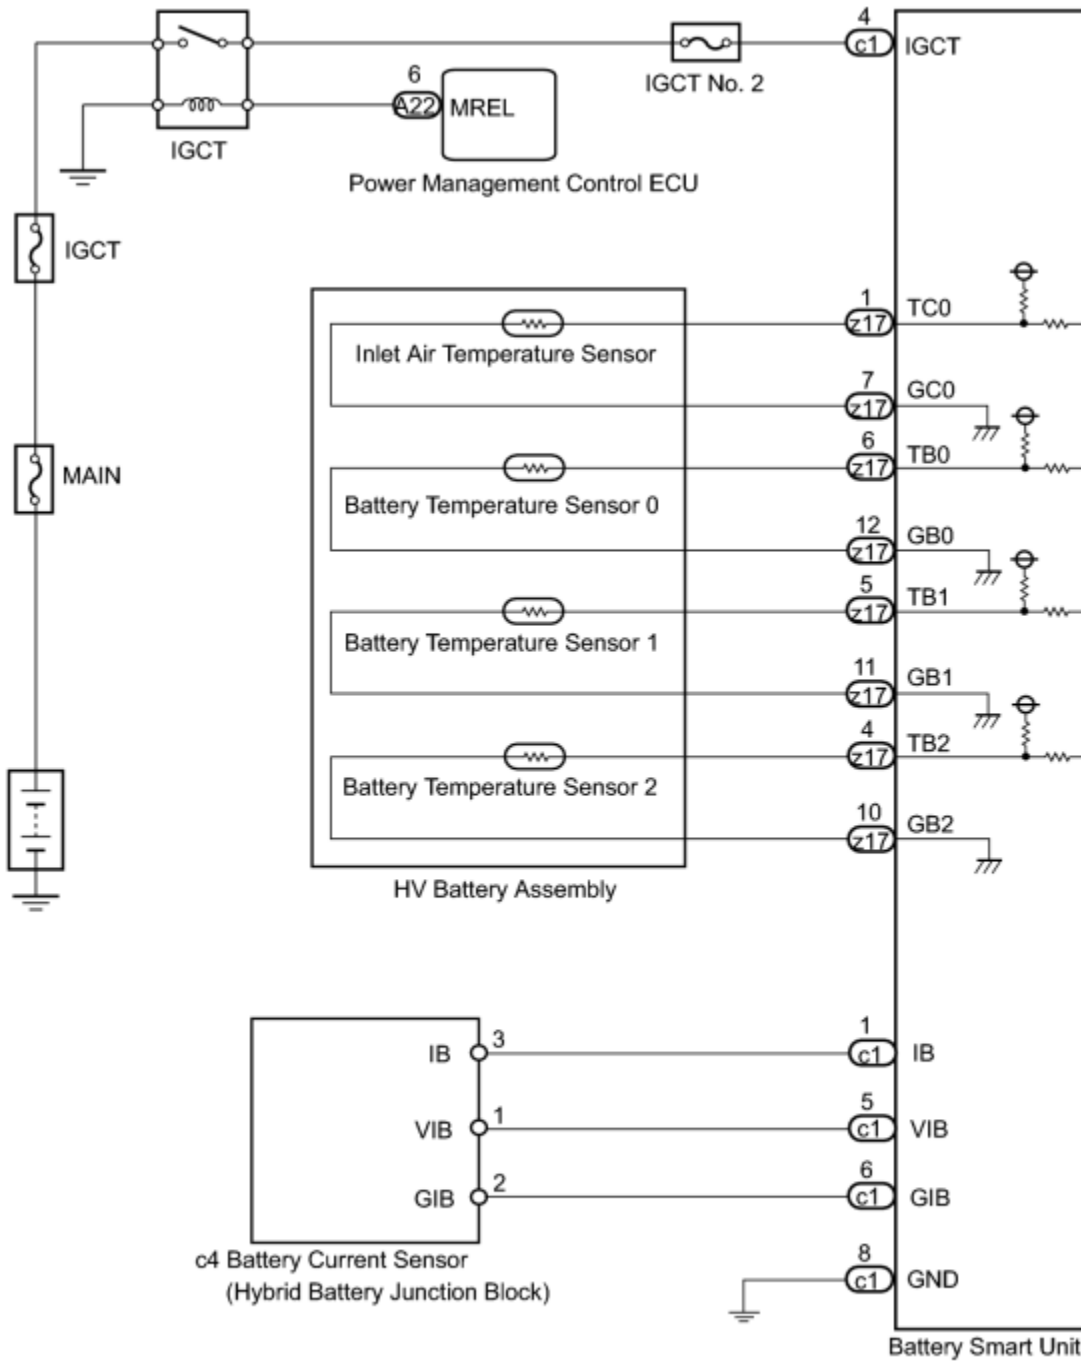 4
c1 IGCT
IGCT No. 2
6
A22 MREL
IGCT
Power Management Control ECU
IGCT
1
z17 TC0
Inlet Air Temperature Sensor
7
z17 GC0
6
z17 TB0
MAIN
Battery Temperature Sensor 0
12
z17 GB0
5
z17 TB1
Battery Temperature Sensor 1
11
z17 GB1
4
z17 TB2
Battery Temperature Sensor 2
10
z17 GB2
HV Battery Assembly
IB 3
1
c1 IB
VIB 1
5
c1 VIB
GIB 2
6
c1 GIB
c4 Battery Current Sensor
(Hybrid Battery Junction Block)
8
c1 GND
Battery Smart Unit